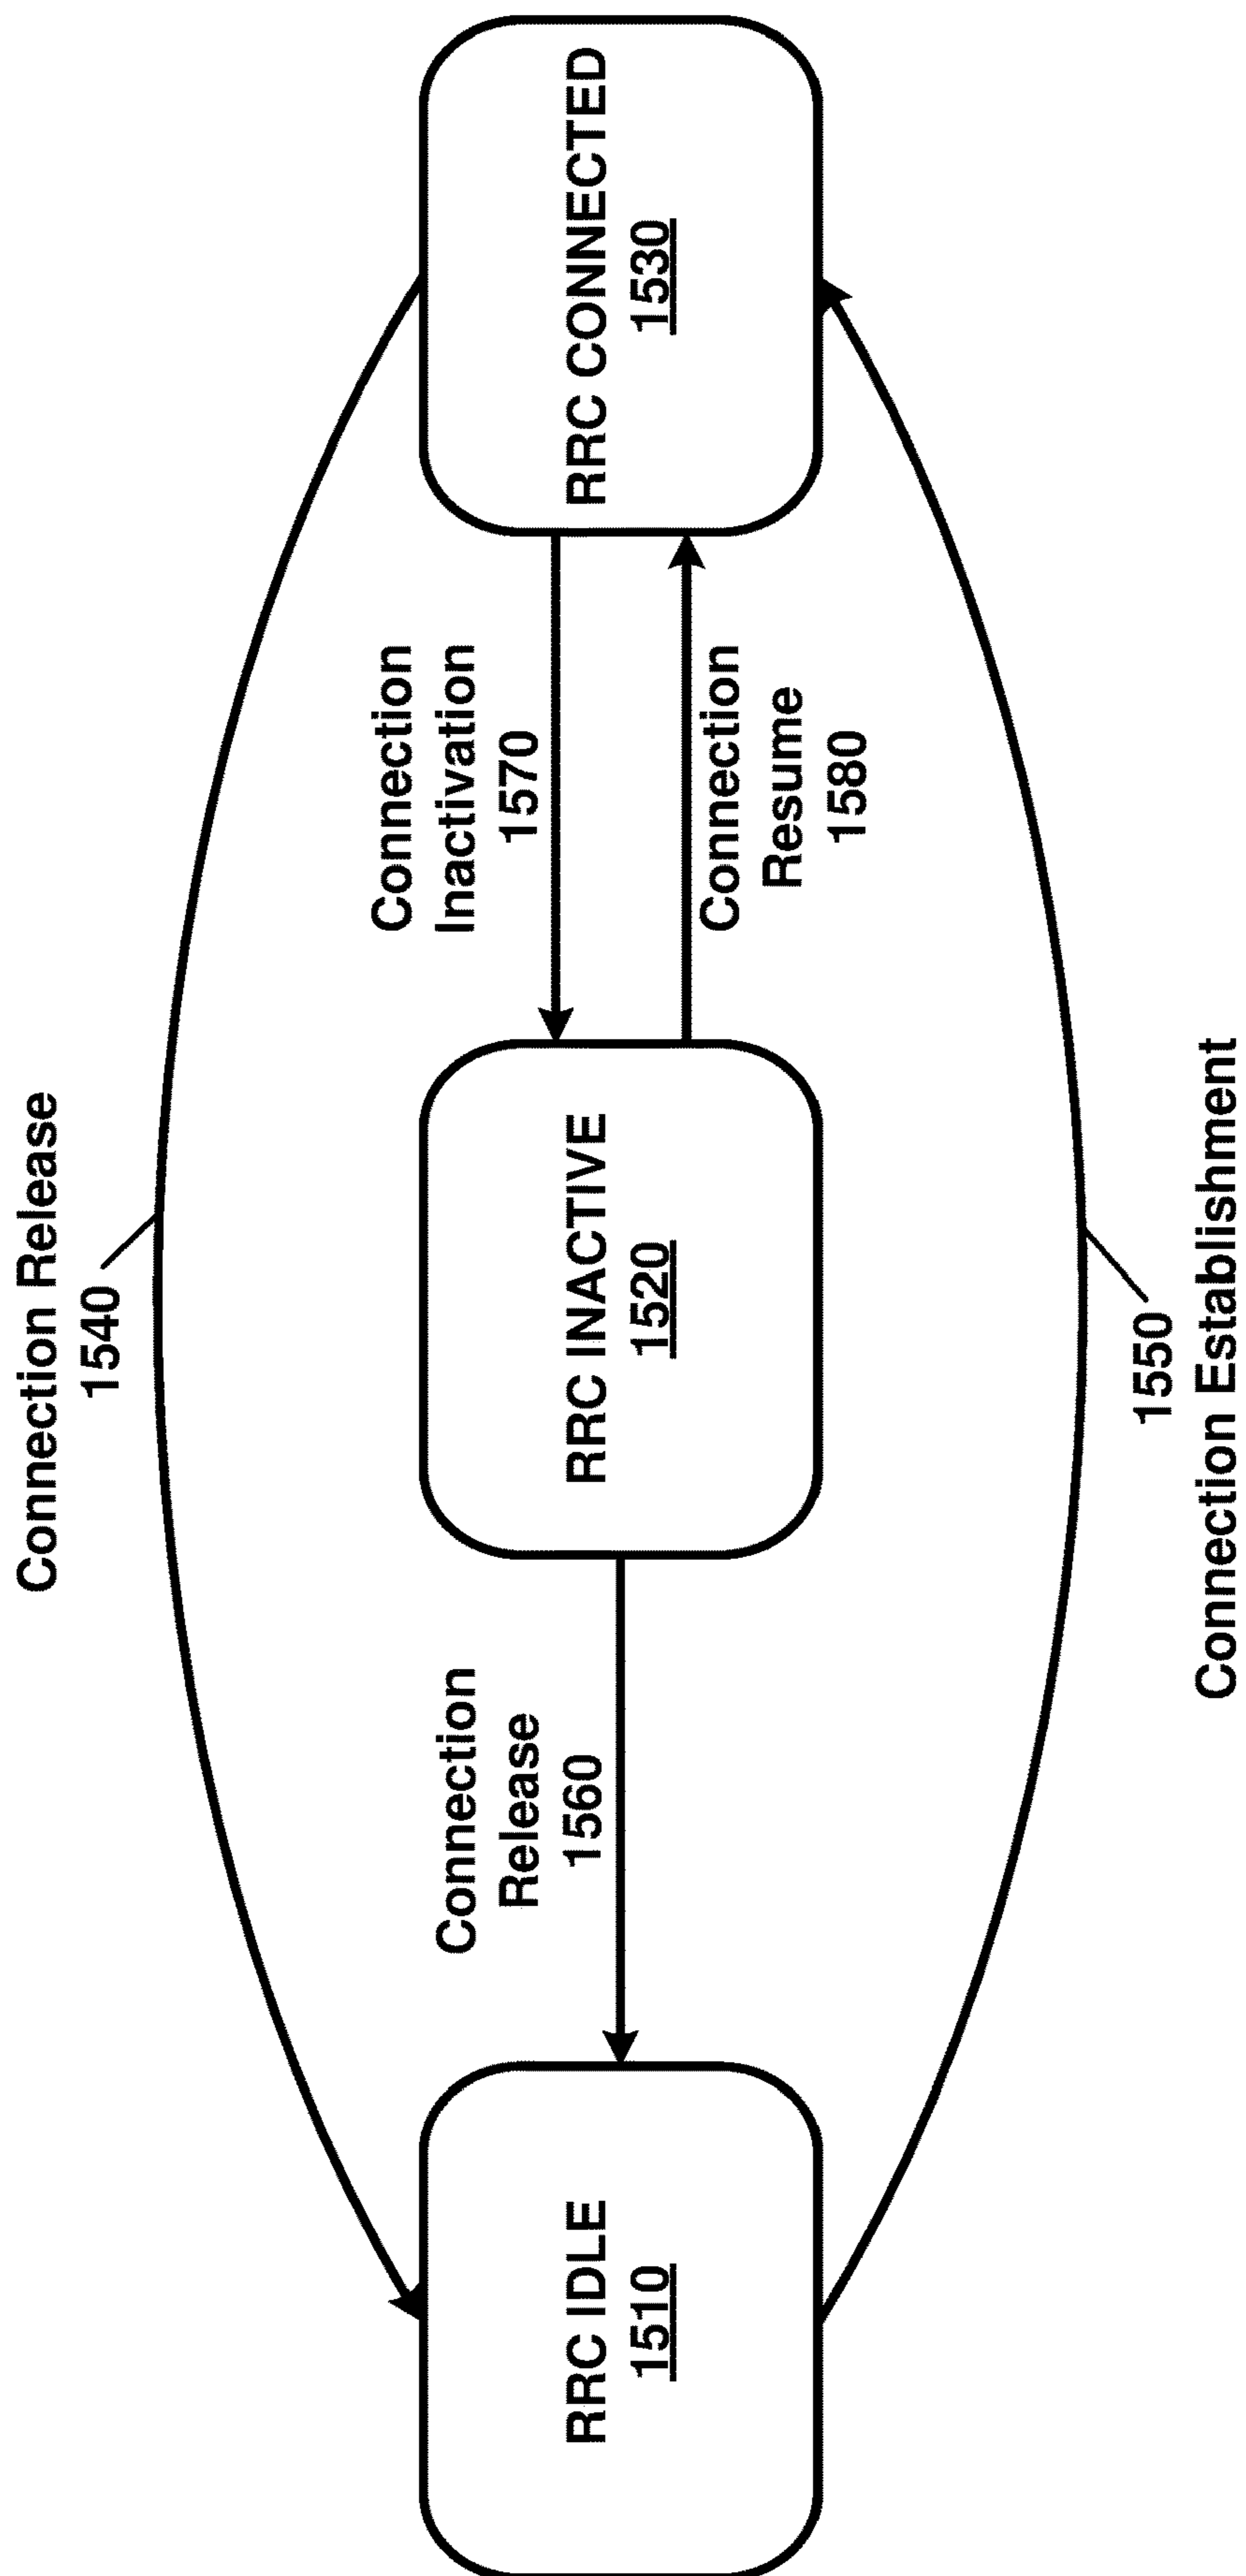 Connection Release
1540
RRC IDLE
1510
Connection
Release
1560
RRC INACTIVE
1520
Connection
Inactivation
1570
Connection
Resume
1580
RRC CONNECTED
1530
1550
Connection Establishment